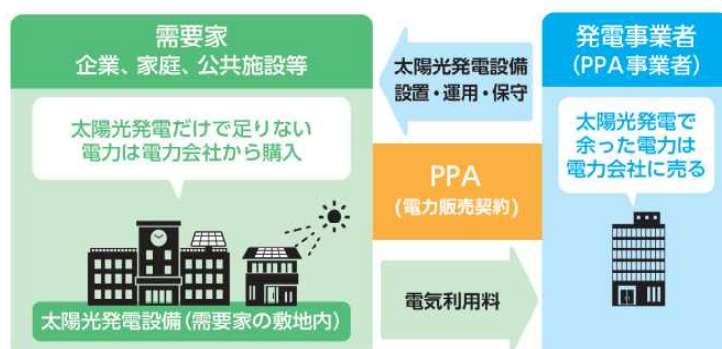 需要家
企業、家庭、公共施設等
太陽光発電だけで足りない
電力は電力会社から購入
太陽光発電設備(需要家の敷地内)
太陽光発電設備
設置・運用・保守
PPA
(電力販売契約)
電気利用料
発電事業者
(PPA事業者)
太陽光発電で
余った電力は
電力会社に売る